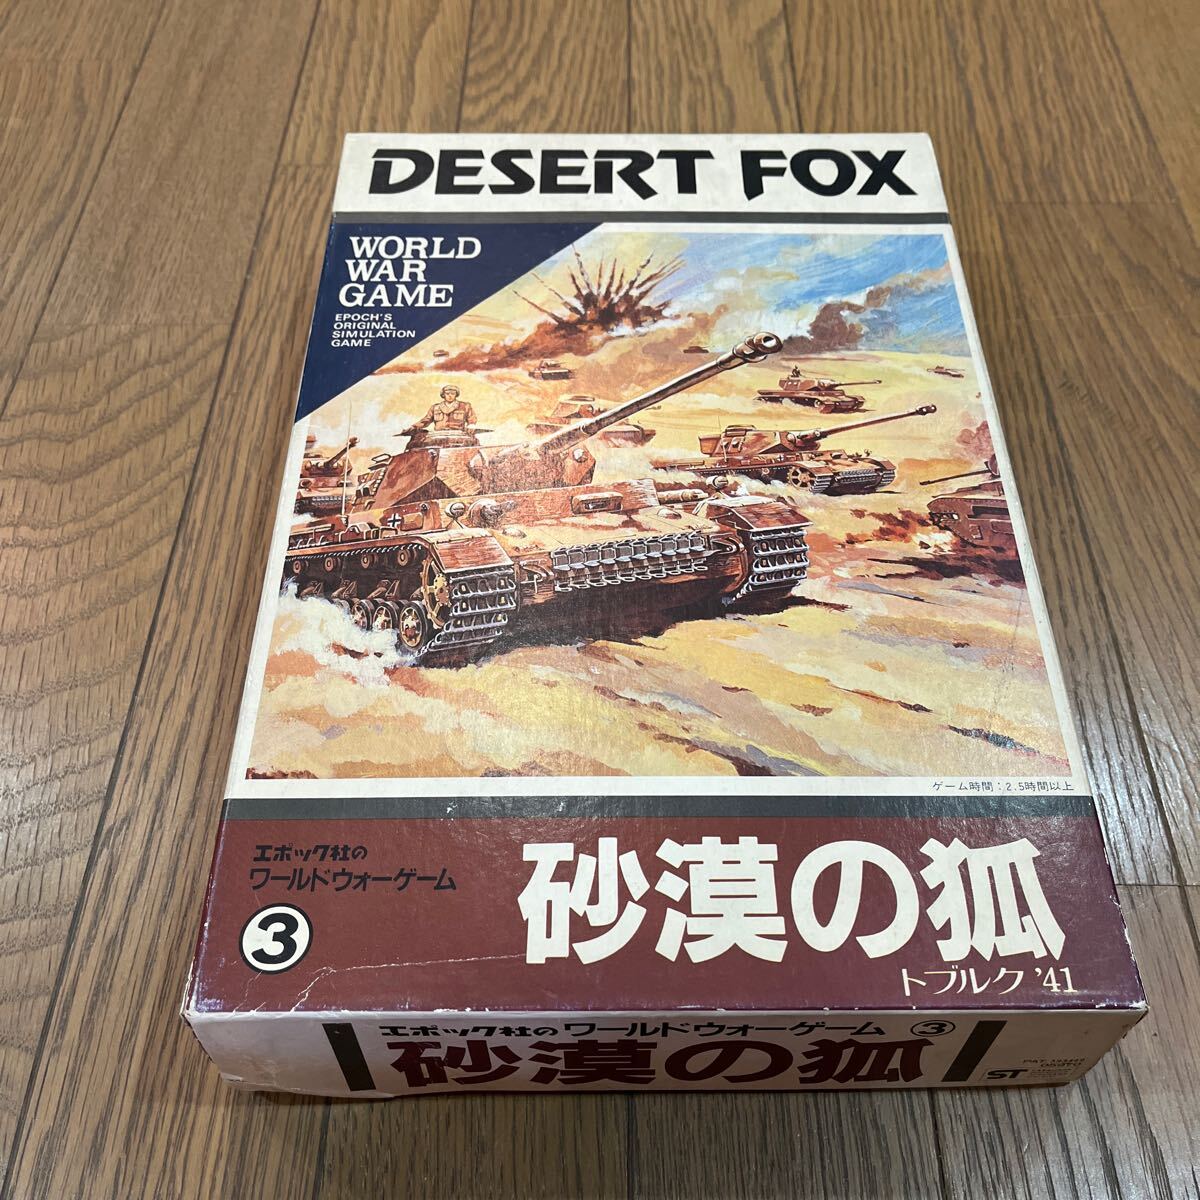 DESERT FOX
WORLD
WAR
GAME
EPOCH'S
ORIGINAL
SIMULATION
GAME
ゲーム時間:2.5時間以上
エポック社の
ワールドウォーゲーム
3
砂漠の狐
トブルク '41
エポック社のワールドウォーゲーム 3
砂漠の狐
ST
PAT